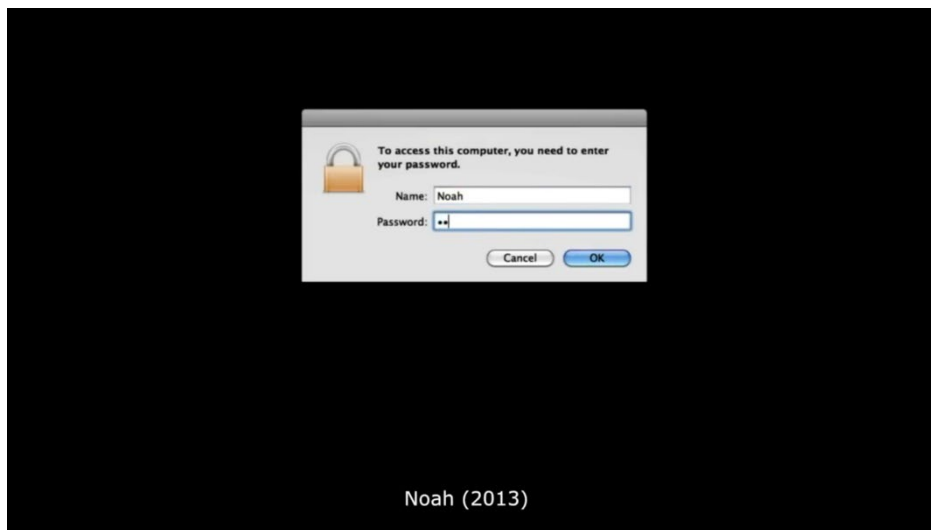 To access this computer, you need to enter
your password.
Name: Noah
Password: ••
Cancel OK
Noah (2013)